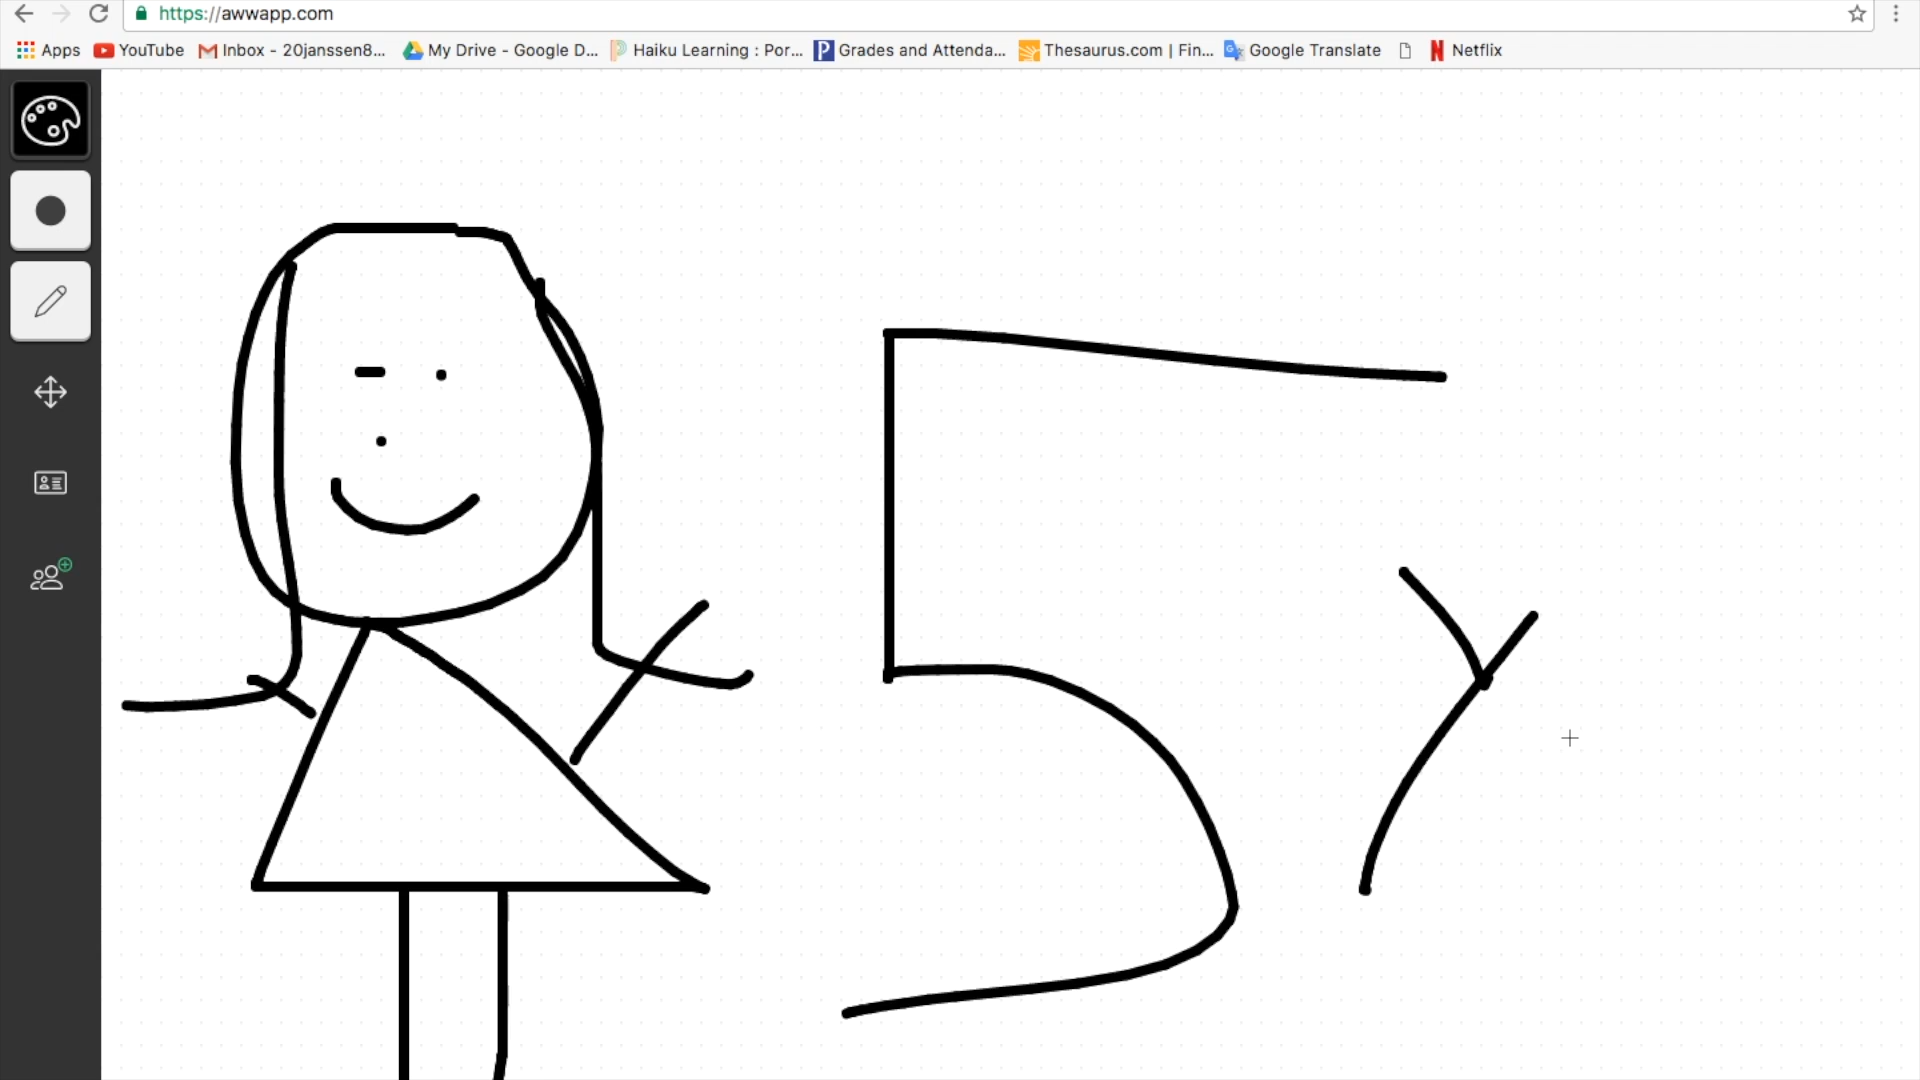 https://awwapp.com
Apps YouTube Inbox - 20janssen8... My Drive - Google D... Haiku Learning : Por... Grades and Attenda... Thesaurus.com | Fin... Google Translate Netflix
5 y